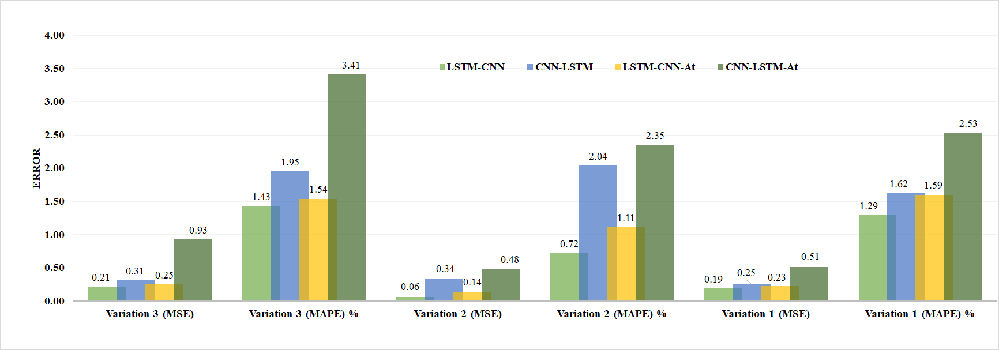 4.00
3.50
3.00
2.50
2.00
1.50
1.00
0.50
0.00
ERROR
LSTM-CNN CNN-LSTM LSTM-CNN-At CNN-LSTM-At
0.21 0.31 0.25 0.93
1.43 1.95 1.54 3.41
0.06 0.34 0.14 0.48
0.72 2.04 1.11 2.35
0.19 0.25 0.23 0.51
1.29 1.62 1.59 2.53
Variation-3 (MSE) Variation-3 (MAPE) % Variation-2 (MSE) Variation-2 (MAPE) % Variation-1 (MSE) Variation-1 (MAPE) %